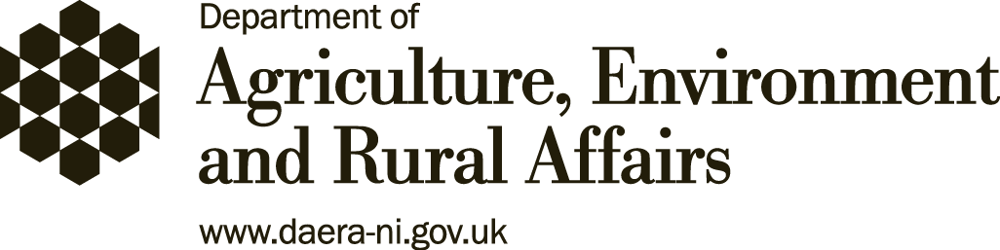 Department of
Agriculture, Environment
and Rural Affairs
www.daera-ni.gov.uk